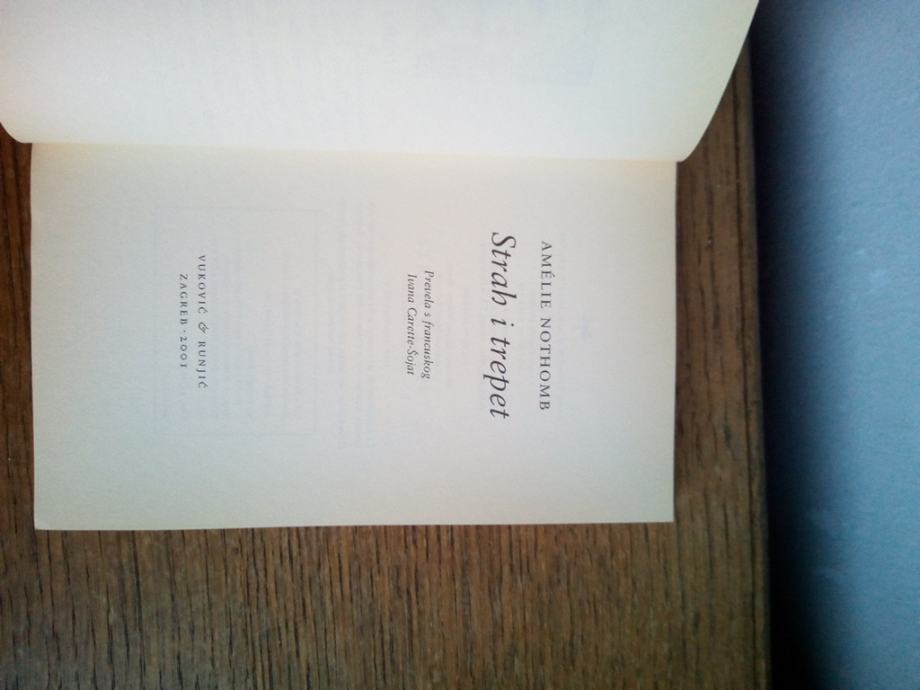 AMÉLIE NOTHOMB
Strah i trepet
Prevela s francuskog
Ivana Carette-Šojat
VUKOVIĆ & RUNJIĆ
ZAGREB · 2001